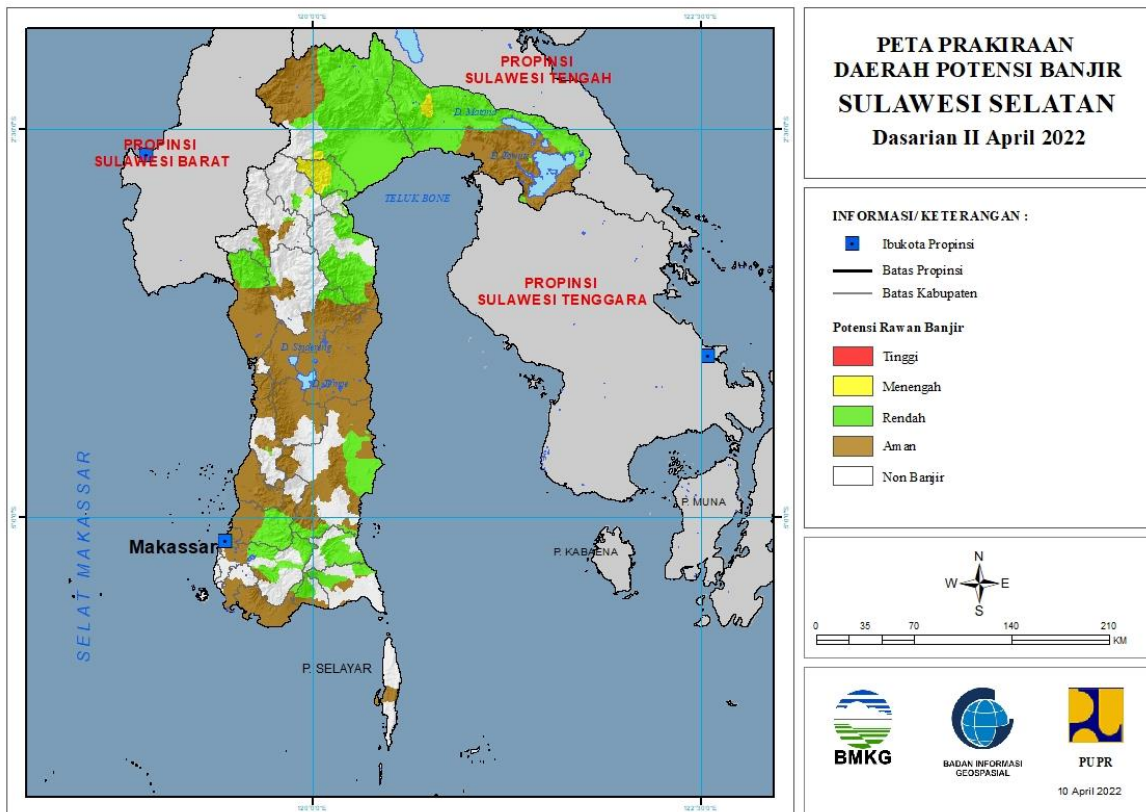 PETA PRAKIRAAN
DAERAH POTENSI BANJIR
SULAWESI SELATAN
Dasarian II April 2022
INFORMASI/ KETERANGAN :
Ibukota Propinsi
Batas Propinsi
Batas Kabupaten
Potensi Rawan Banjir
Tinggi
Menengah
Rendah
Aman
Non Banjir
N
W E
S
0 35 70 140 210
KM
BMKG
BADAN INFORMASI
GEOSPASIAL
PUPR
10 April 2022
PROPINSI
SULAWESI TENGAH
PROPINSI
SULAWESI BARAT
D. Matana
TELUK BONE
PROPINSI
SULAWESI TENGGARA
SELAT MAKASSAR
Makassar
P. MUNA
P. KABAENA
P. SELAYAR